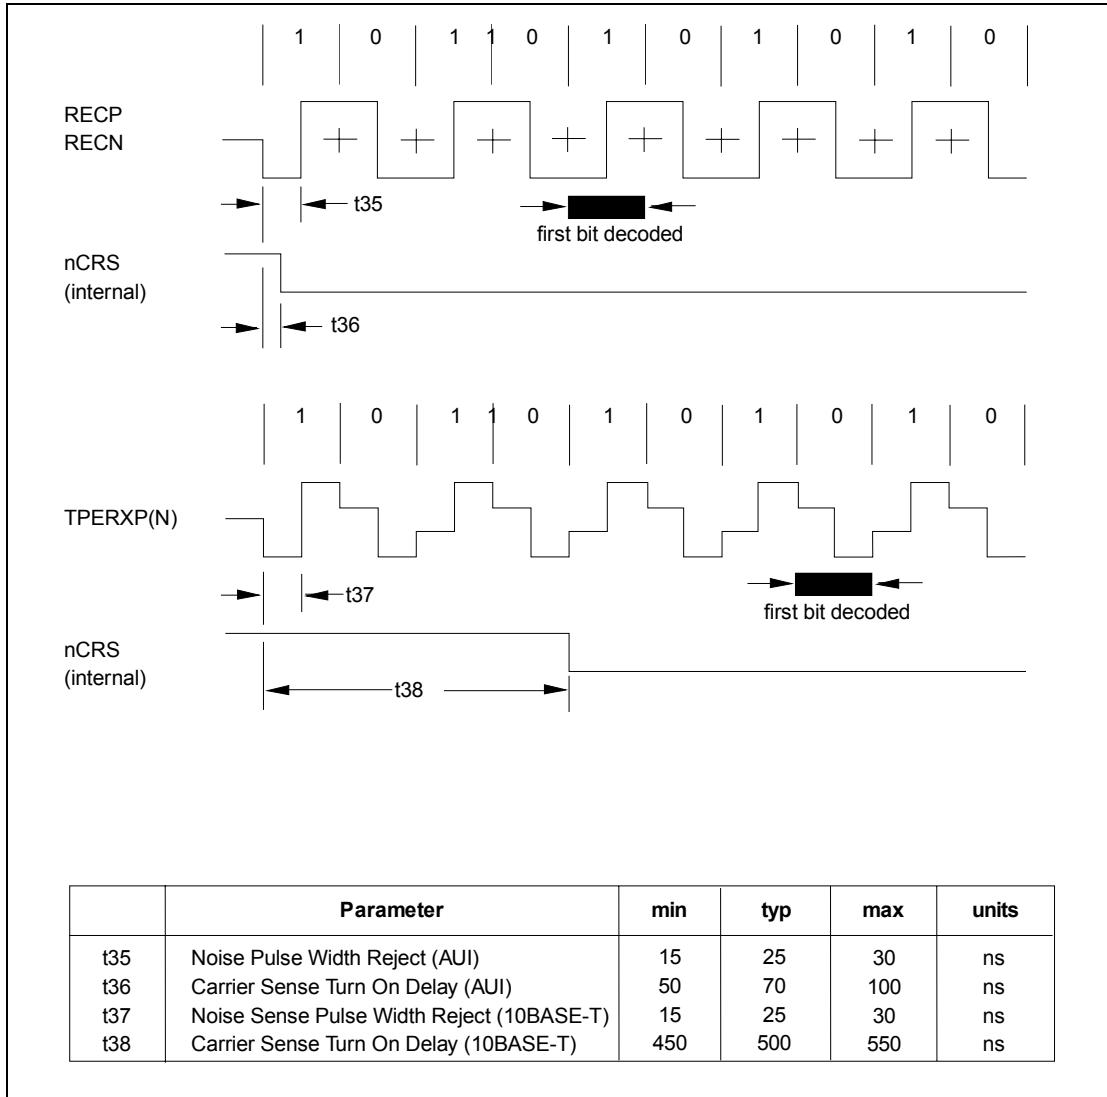 1 0 1 1 0 1 0 1 0 1 0
RECP
RECN
t35
first bit decoded
nCRS
(internal)
t36
1 0 1 1 0 1 0 1 0 1 0
TPERXP(N)
t37
first bit decoded
nCRS
(internal)
t38
Parameter min typ max units
t35 Noise Pulse Width Reject (AUI) 15 25 30 ns
t36 Carrier Sense Turn On Delay (AUI) 50 70 100 ns
t37 Noise Sense Pulse Width Reject (10BASE-T) 15 25 30 ns
t38 Carrier Sense Turn On Delay (10BASE-T) 450 500 550 ns